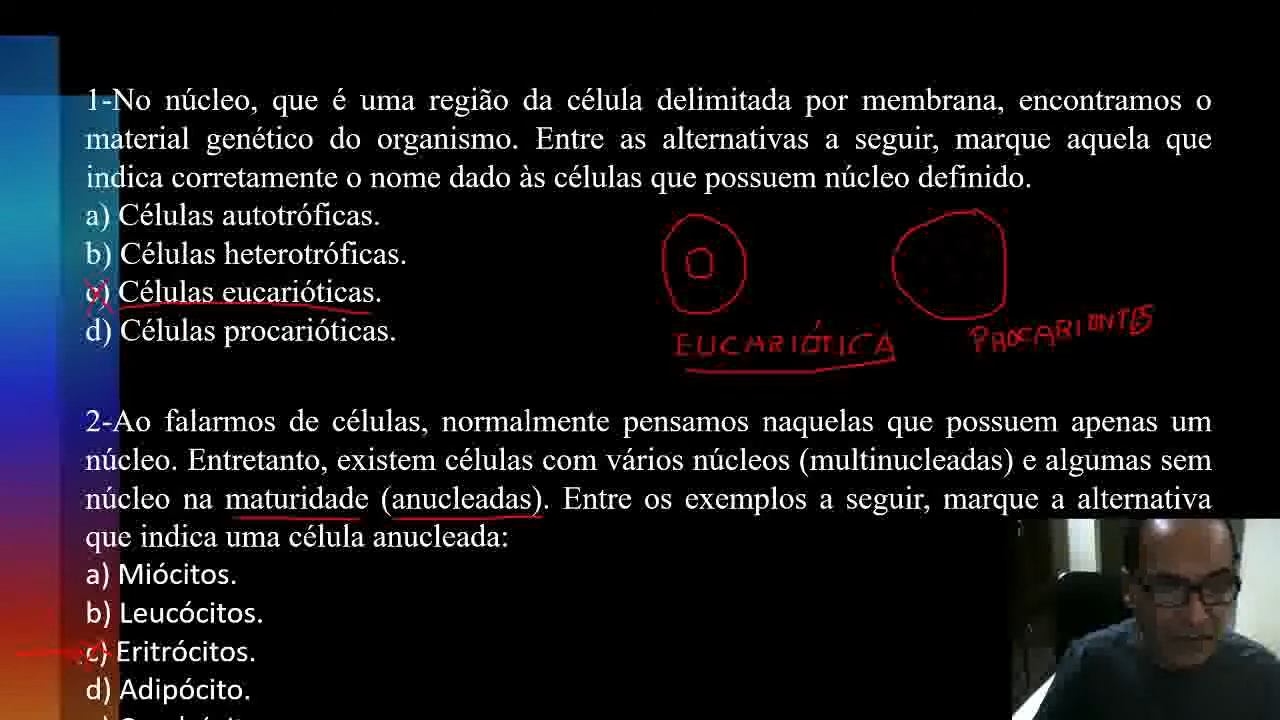 1-No núcleo, que é uma região da célula delimitada por membrana, encontramos o
material genético do organismo. Entre as alternativas a seguir, marque aquela que
indica corretamente o nome dado às células que possuem núcleo definido.
a) Células autotróficas.
b) Células heterotróficas.
c) Células eucarióticas.
d) Células procarióticas.
EUCARIÓTICA
PROCARIONTES
2-Ao falarmos de células, normalmente pensamos naquelas que possuem apenas um
núcleo. Entretanto, existem células com vários núcleos (multinucleadas) e algumas sem
núcleo na maturidade (anucleadas). Entre os exemplos a seguir, marque a alternativa
que indica uma célula anucleada:
a) Miócitos.
b) Leucócitos.
c) Eritrócitos.
d) Adipócito.